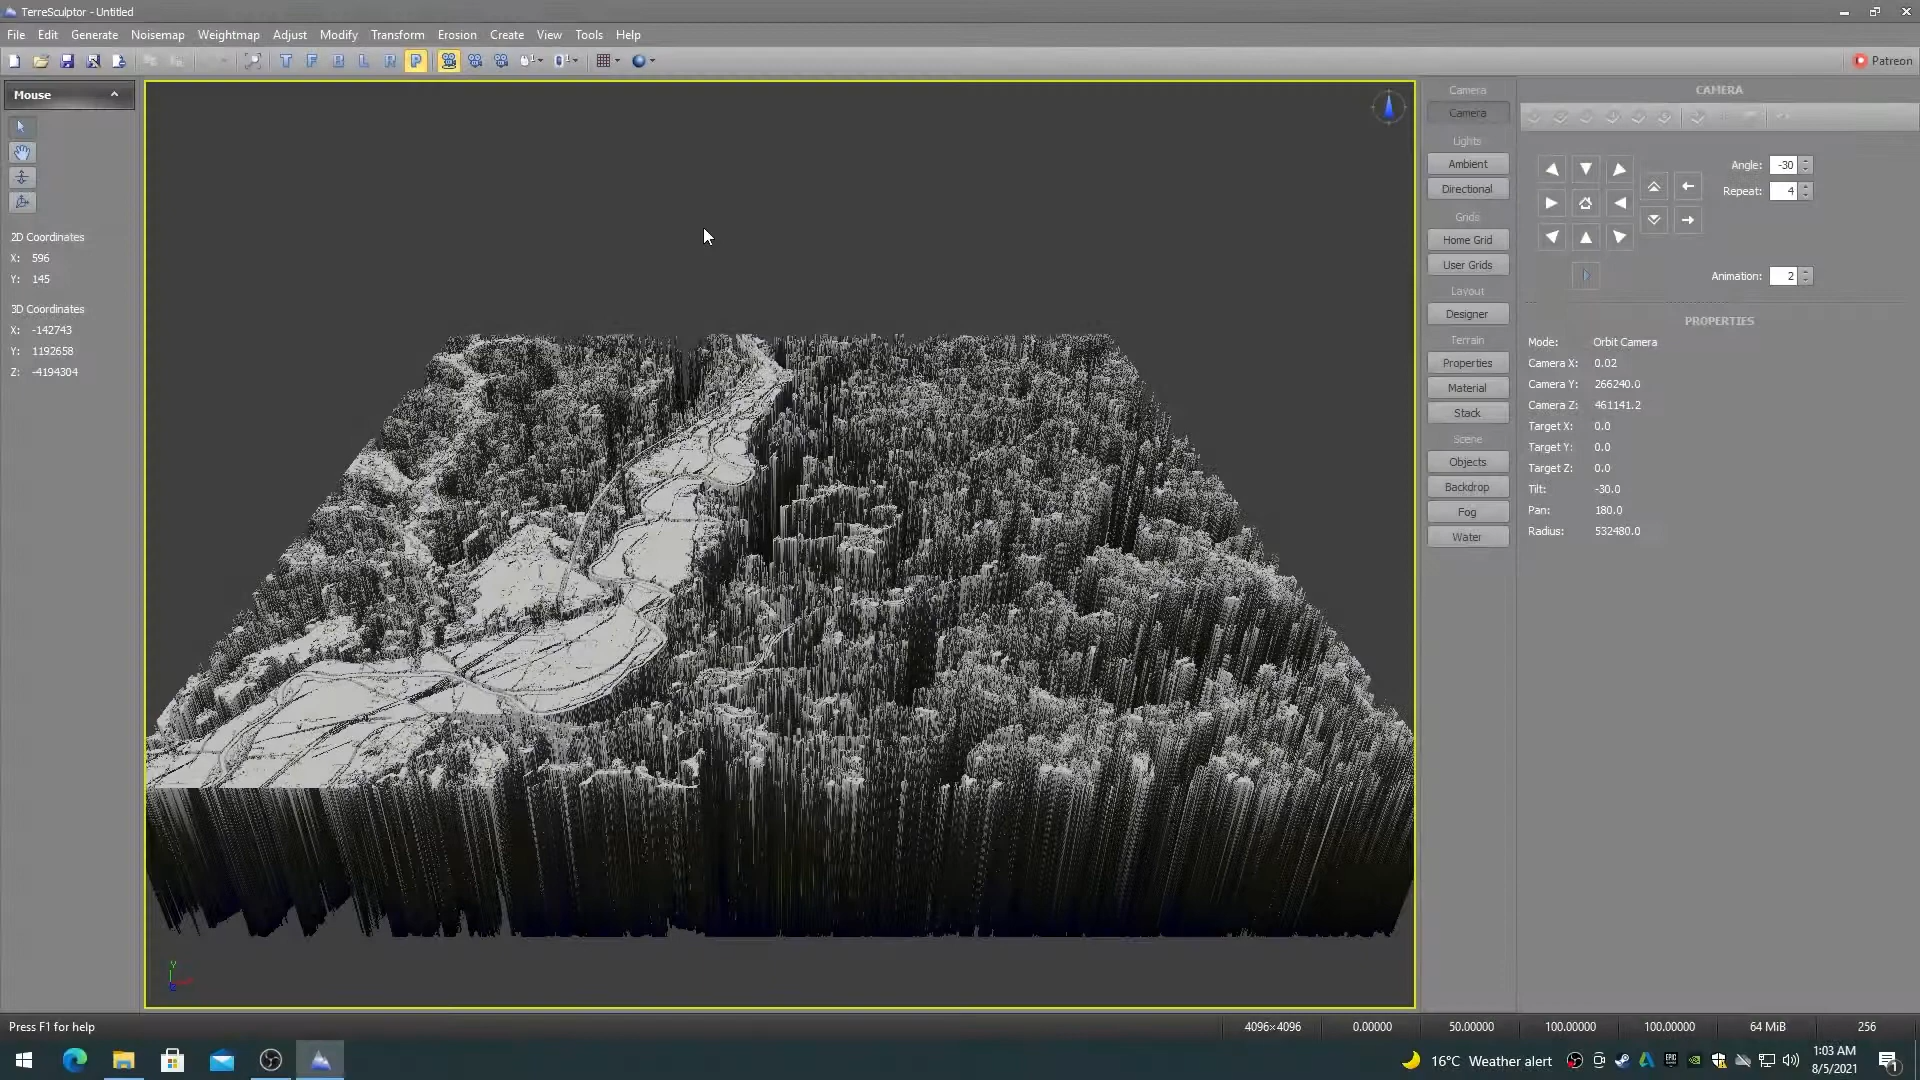 TerreSculptor - Untitled
File Edit Generate Noisemap Weightmap Adjust Modify Transform Erosion Create View Tools Help
T F B L R P
Patreon
Mouse
2D Coordinates
X: 596
Y: 145
3D Coordinates
X: -142743
Y: 1192658
Z: -4194304
Y
Camera
Camera
Lights
Ambient
Directional
Grids
Home Grid
User Grids
Layout
Designer
Terrain
Properties
Material
Stack
Scene
Objects
Backdrop
Fog
Water
CAMERA
Angle: -30
Repeat: 4
Animation: 2
PROPERTIES
Mode: Orbit Camera
Camera X: 0.02
Camera Y: 266240.0
Camera Z: 461141.2
Target X: 0.0
Target Y: 0.0
Target Z: 0.0
Tilt: -30.0
Pan: 180.0
Radius: 532480.0
Press F1 for help
4096×4096 0.00000 50.00000 100.00000 100.00000 64 MiB 256
16°C Weather alert
1:03 AM
8/5/2021
1